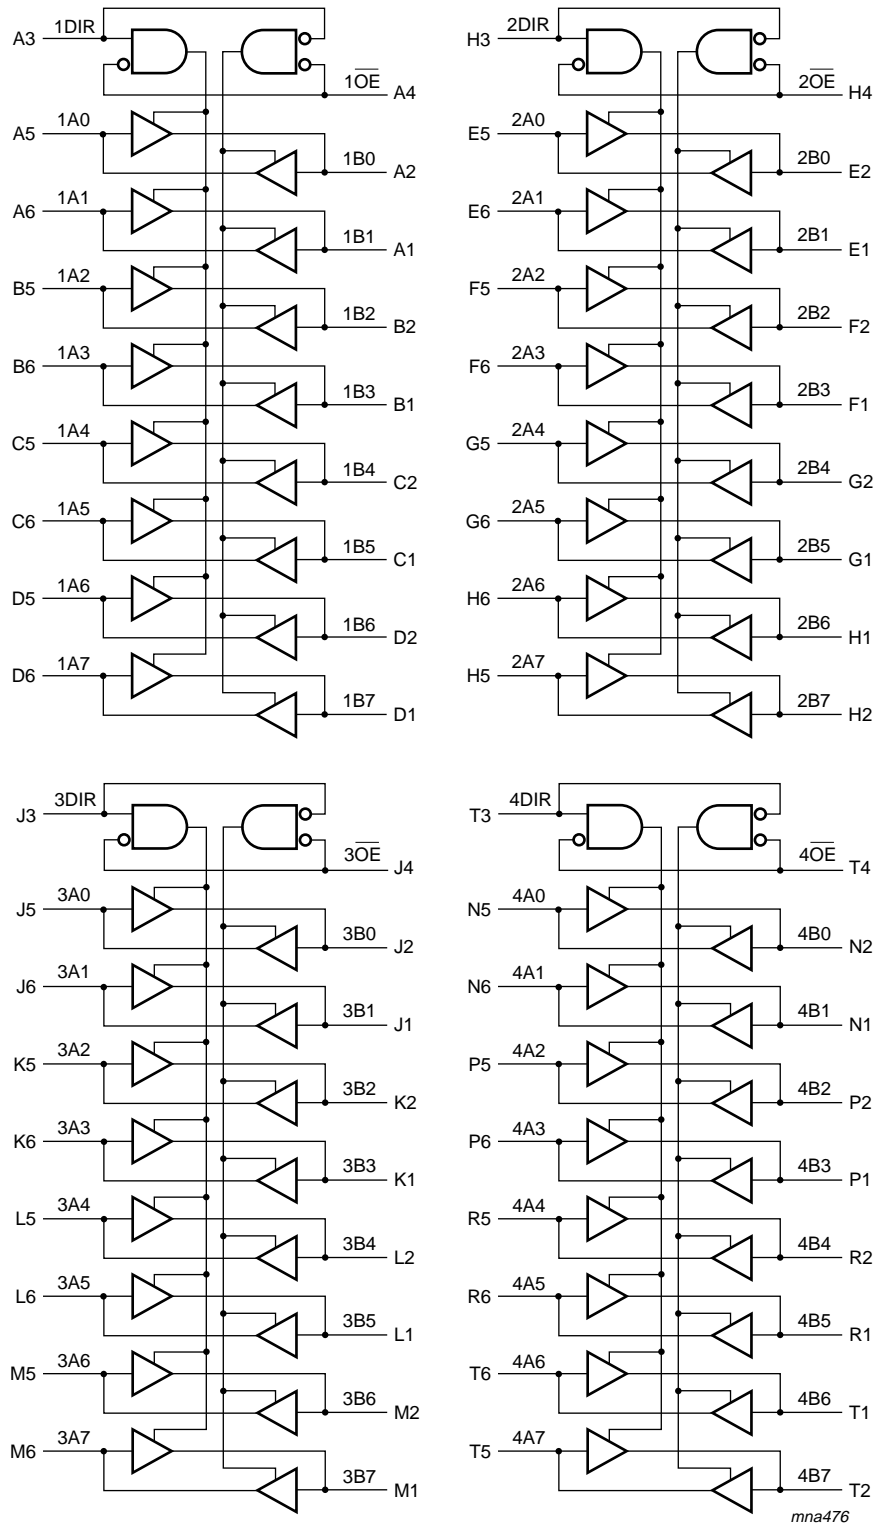 A3 1DIR
1OE A4
A5 1A0
1B0 A2
A6 1A1
1B1 A1
B5 1A2
1B2 B2
B6 1A3
1B3 B1
C5 1A4
1B4 C2
C6 1A5
1B5 C1
D5 1A6
1B6 D2
D6 1A7
1B7 D1
H3 2DIR
2OE H4
E5 2A0
2B0 E2
E6 2A1
2B1 E1
F5 2A2
2B2 F2
F6 2A3
2B3 F1
G5 2A4
2B4 G2
G6 2A5
2B5 G1
H6 2A6
2B6 H1
H5 2A7
2B7 H2
J3 3DIR
3OE J4
J5 3A0
3B0 J2
J6 3A1
3B1 J1
K5 3A2
3B2 K2
K6 3A3
3B3 K1
L5 3A4
3B4 L2
L6 3A5
3B5 L1
M5 3A6
3B6 M2
M6 3A7
3B7 M1
T3 4DIR
4OE T4
N5 4A0
4B0 N2
N6 4A1
4B1 N1
P5 4A2
4B2 P2
P6 4A3
4B3 P1
R5 4A4
4B4 R2
R6 4A5
4B5 R1
T6 4A6
4B6 T1
T5 4A7
4B7 T2
mna476